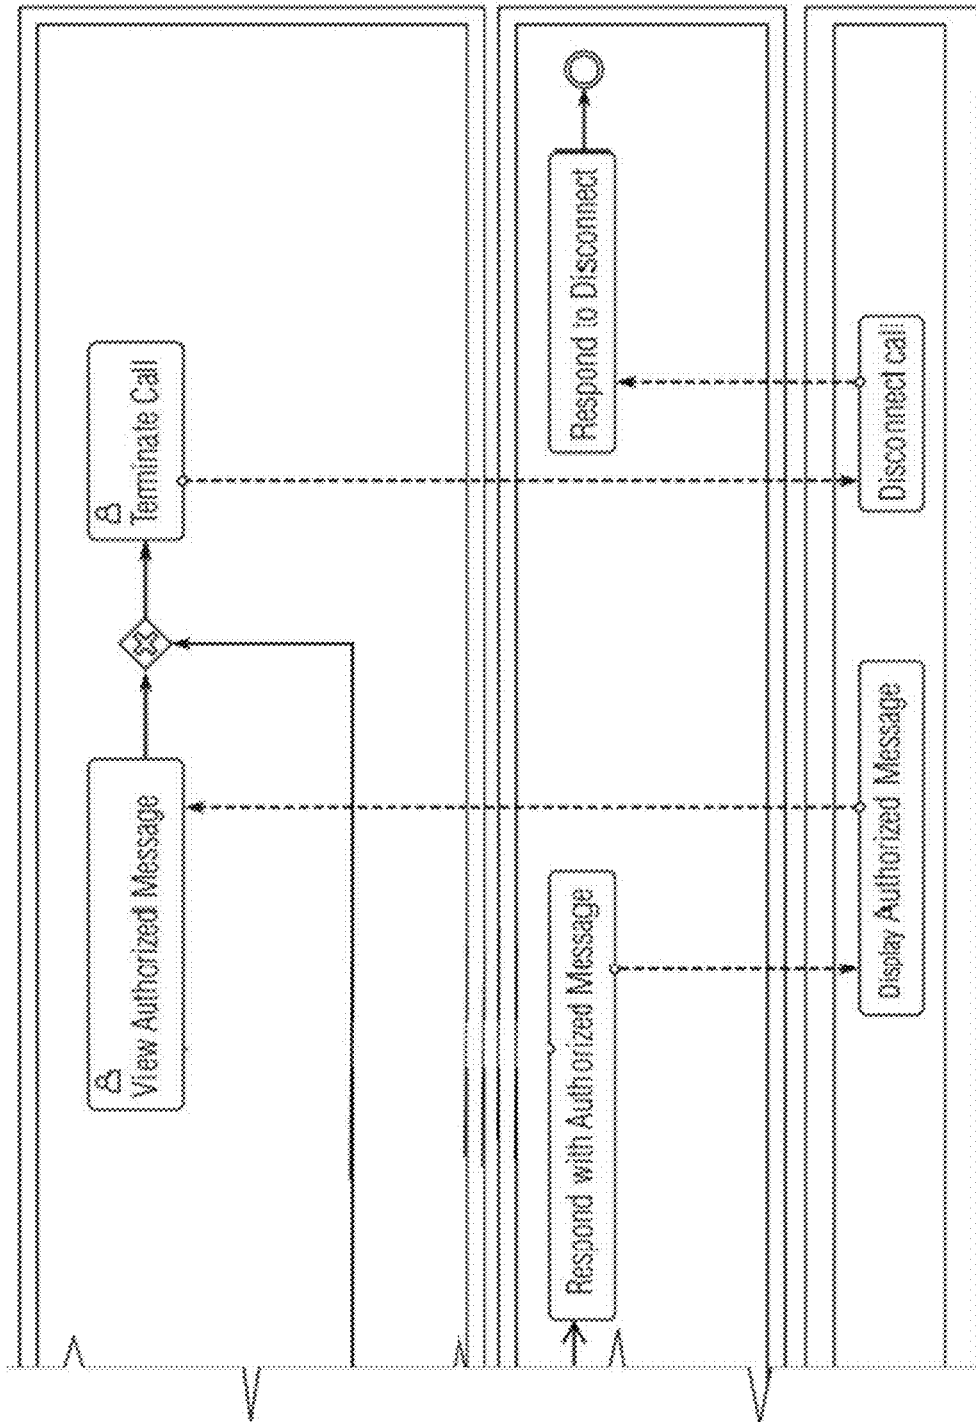 View Authorized Message
Terminate Call
Respond with Authorized Message
Respond to Disconnect
Display Authorized Message
Disconnect call